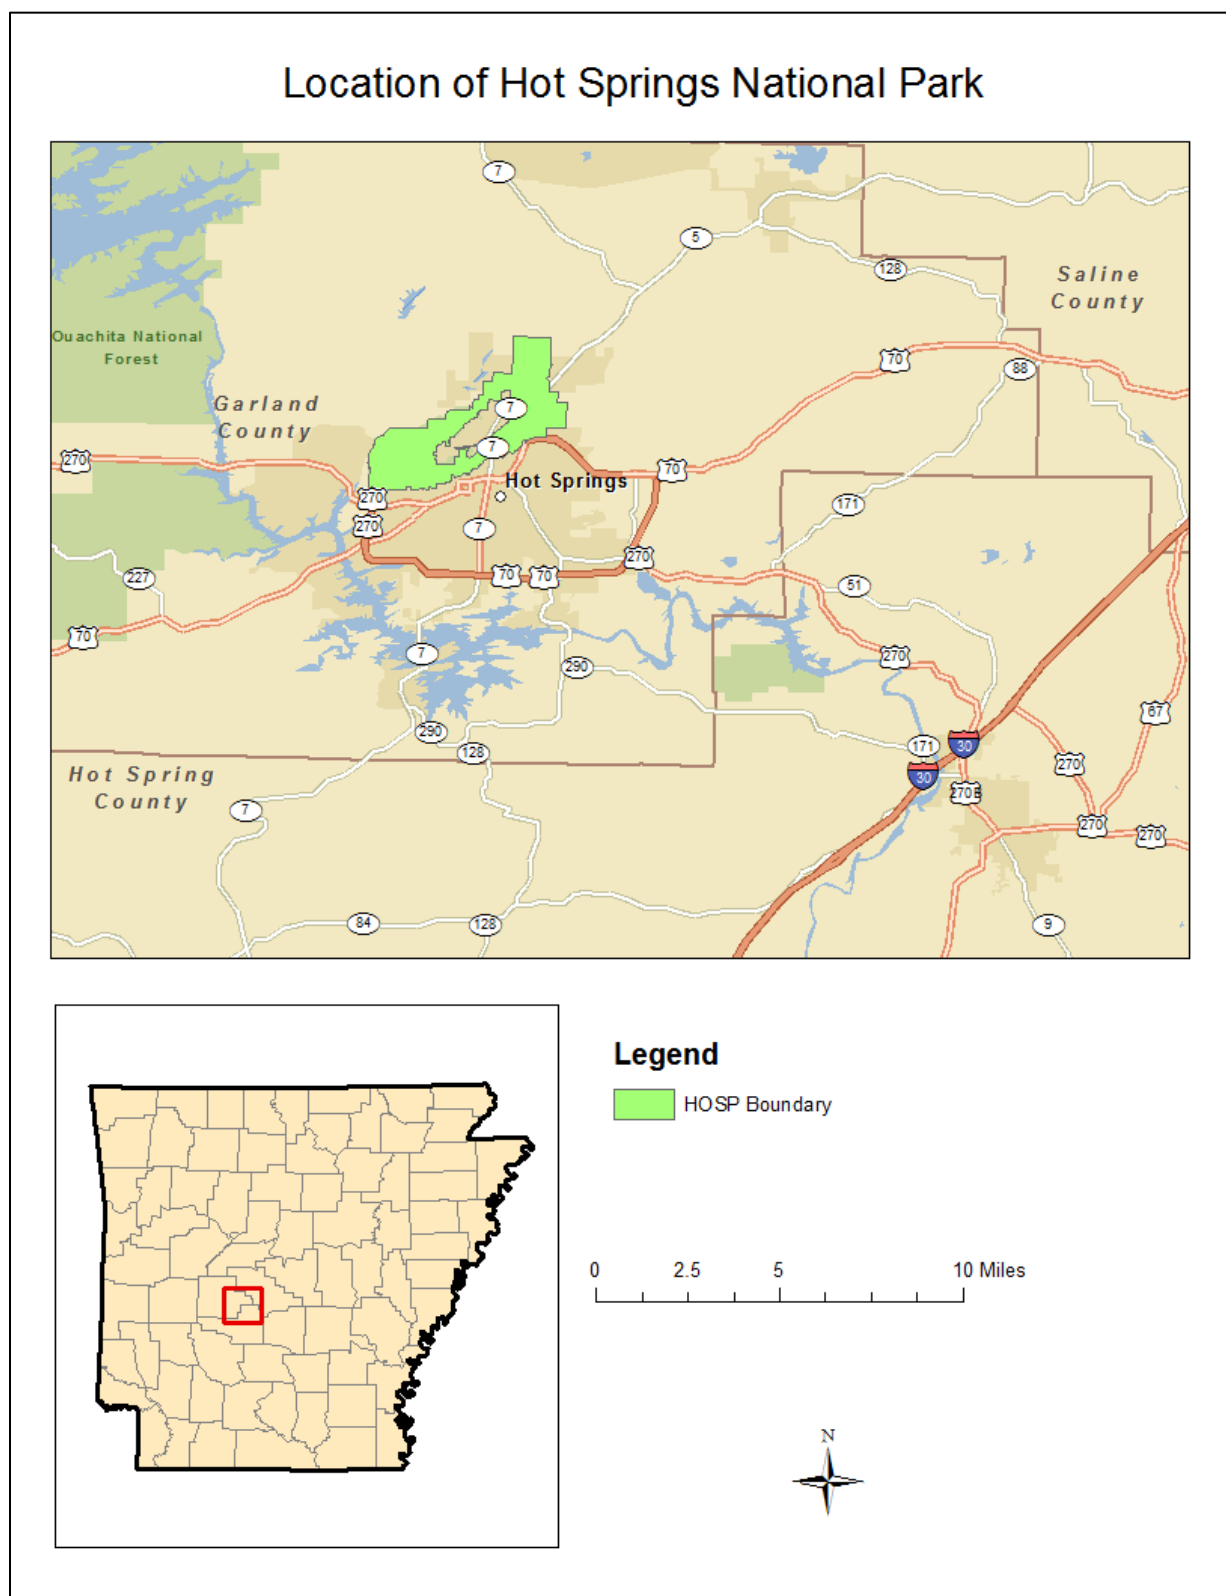 Location of Hot Springs National Park
7
5
128
Saline
County
Ouachita National
Forest
70
88
Garland
County
7
7
270
70
270
Hot Springs
171
270
7
270
70
70
227
51
70
7
290
270
67
290
171
30
128
270
Hot Spring
County
30
270B
7
270
270
84
128
9
Legend
HOSP Boundary
0 2.5 5 10 Miles
N